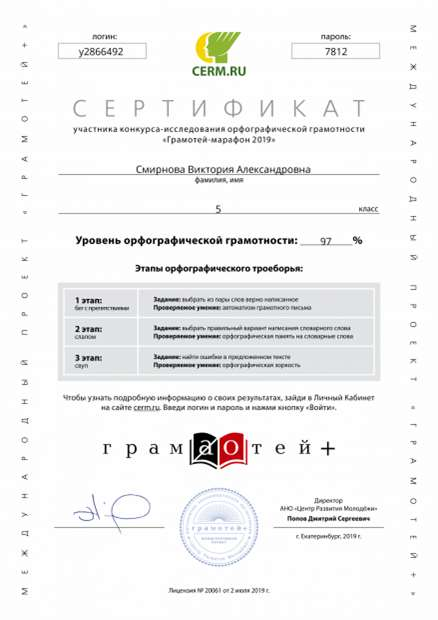 логин:
y2866492
CERM.RU
пароль:
7812
СЕРТИФИКАТ
участника конкурса-исследования орфографической грамотности
«Грамотей-марафон 2019»
Смирнова Виктория Александровна
фамилия, имя
5 класс
Уровень орфографической грамотности: 97 %
Этапы орфографического троеборья:
1 этап:
бег с препятствиями
Задание: выбрать из пары слов верно написанное
Проверяемое умение: автоматизм грамотного письма
2 этап:
слалом
Задание: выбрать правильный вариант написания словарного слова
Проверяемое умение: орфографическая память на словарные слова
3 этап:
сёрф
Задание: найти ошибки в предложенном тексте
Проверяемое умение: орфографическая зоркость
Чтобы узнать подробную информацию о своих результатах, зайди в Личный Кабинет
на сайте cerm.ru. Введи логин и пароль и нажми кнопку «Войти».
грамаотей+
грамотей+
Директор
АНО «Центр Развития Молодёжи»
Попов Дмитрий Сергеевич
г. Екатеринбург, 2019 г.
Лицензия № 20061 от 2 июля 2019 г.
МЕЖДУНАРОДНЫЙ ПРОЕКТ «ГРАМОТЕЙ+»
МЕЖДУНАРОДНЫЙ ПРОЕКТ «ГРАМОТЕЙ+»